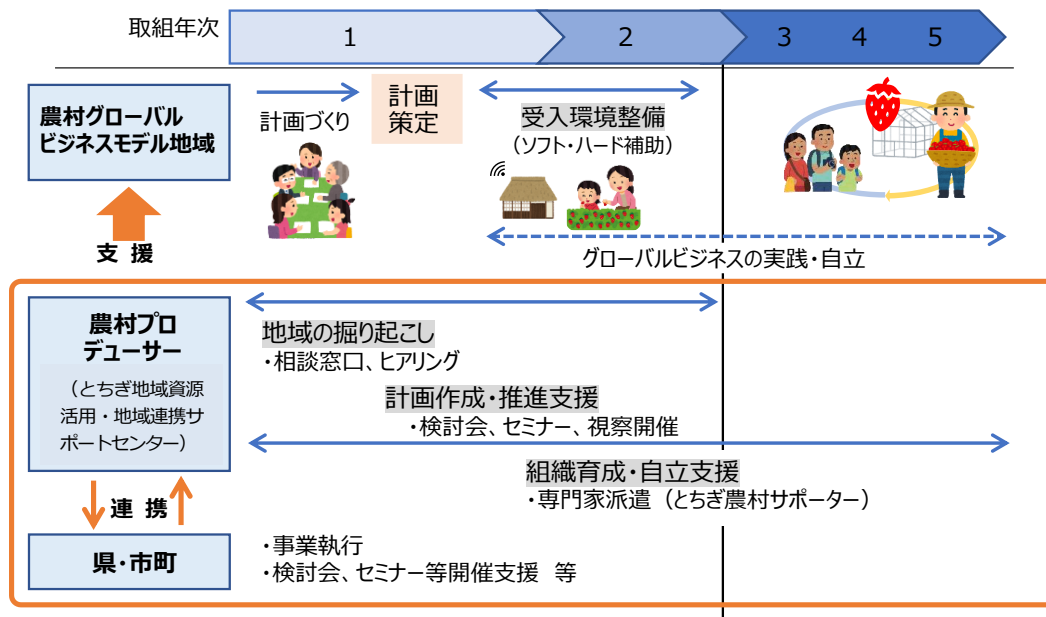 取組年次
1
2
3
4
5
農村グローバル
ビジネスモデル地域
計画づくり
計画
策定
受入環境整備
(ソフト・ハード補助)
グローバルビジネスの実践・自立
支 援
農村プロ
デューサー
(とちぎ地域資源
活用・地域連携サ
ポートセンター)
地域の掘り起こし
・相談窓口、ヒアリング
計画作成・推進支援
・検討会、セミナー、視察開催
組織育成・自立支援
・専門家派遣(とちぎ農村サポーター)
連 携
県・市町
・事業執行
・検討会、セミナー等開催支援 等